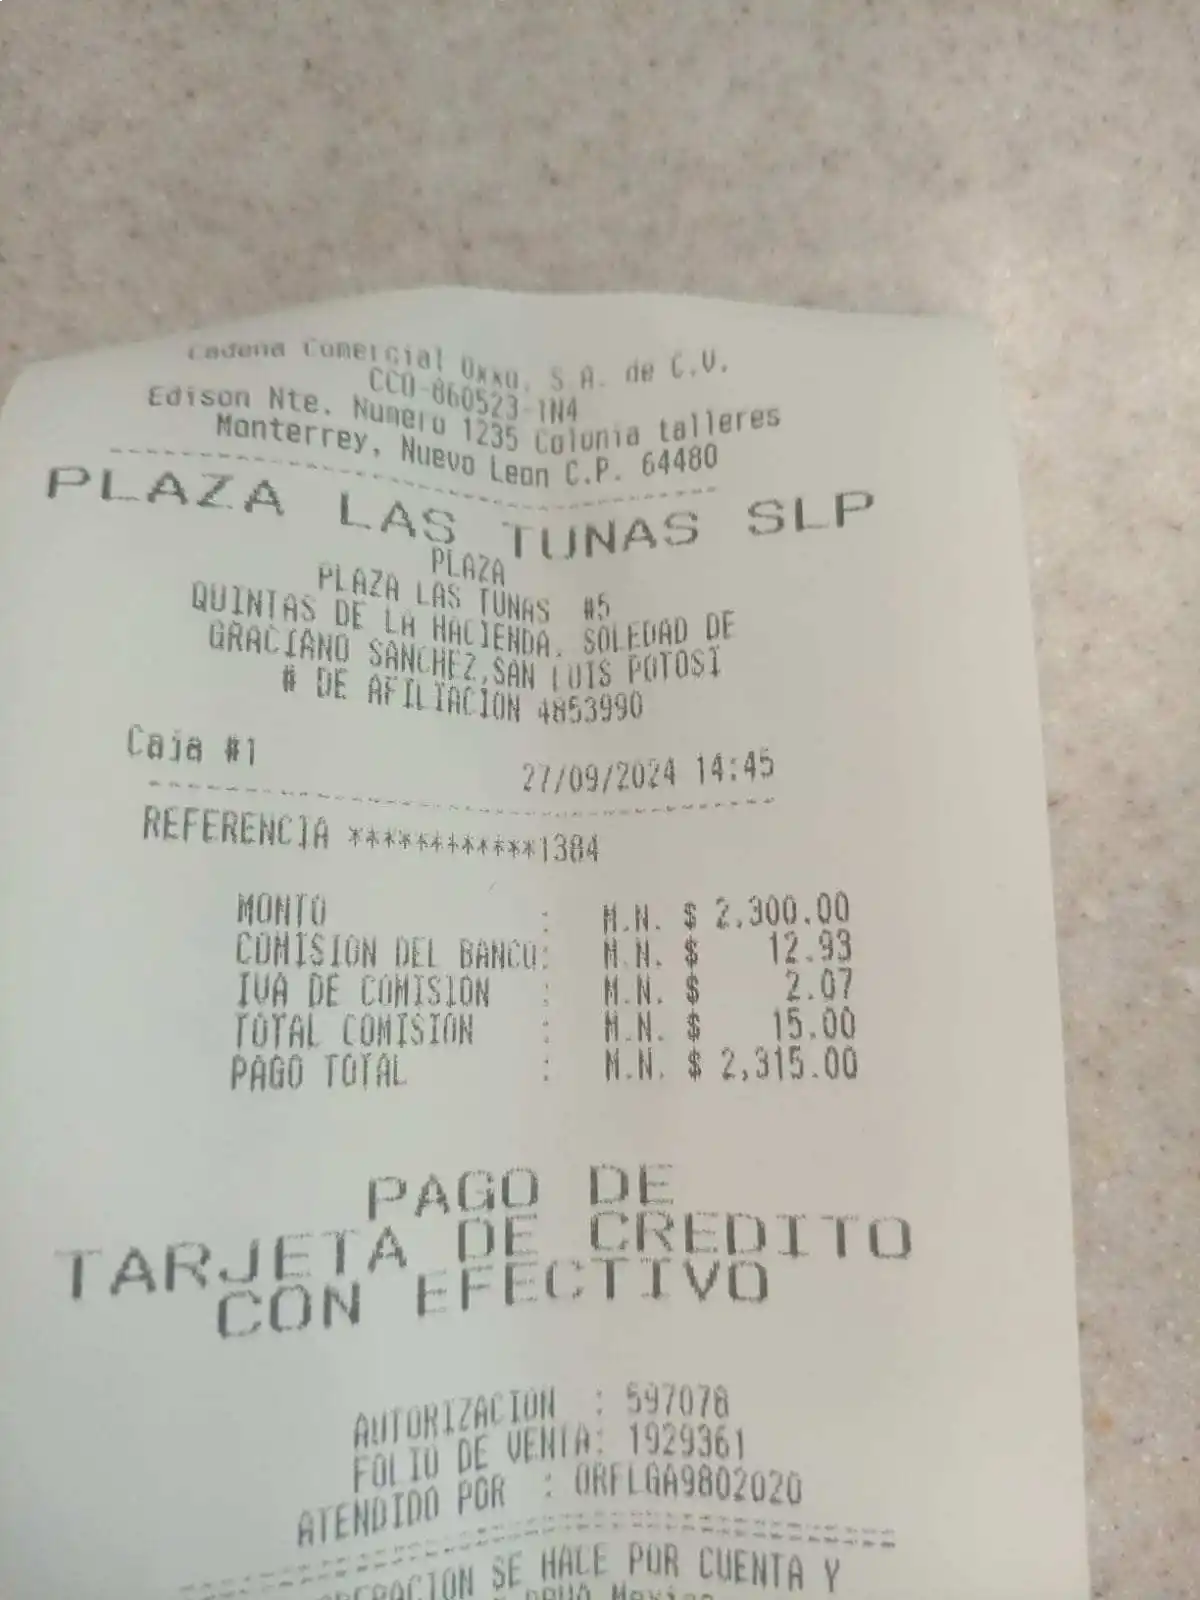 Cadena Comercial Oxxo, S.A. de C.V.
CCO-860523-1N4
Edison Nte. Numero 1235 Colonia talleres
Monterrey, Nuevo Leon C.P. 64480
PLAZA LAS TUNAS SLP
PLAZA
PLAZA LAS TUNAS #5
QUINTAS DE LA HACIENDA, SOLEDAD DE
GRACIANO SANCHEZ,SAN LUIS POTOSI
# DE AFILIACION 4853990
Caja #1 27/09/2024 14:45
REFERENCIA ************1384
MONTO : M.N. $ 2,300.00
COMISION DEL BANCO: M.N. $ 12.93
IVA DE COMISION : M.N. $ 2.07
TOTAL COMISION : M.N. $ 15.00
PAGO TOTAL : M.N. $ 2,315.00
PAGO DE
TARJETA DE CREDITO
CON EFECTIVO
AUTORIZACION : 597078
FOLIO DE VENTA: 1929361
ATENDIDO POR : ORFLGA9802020
OPERACION SE HACE POR CUENTA Y
BBVA Mexico